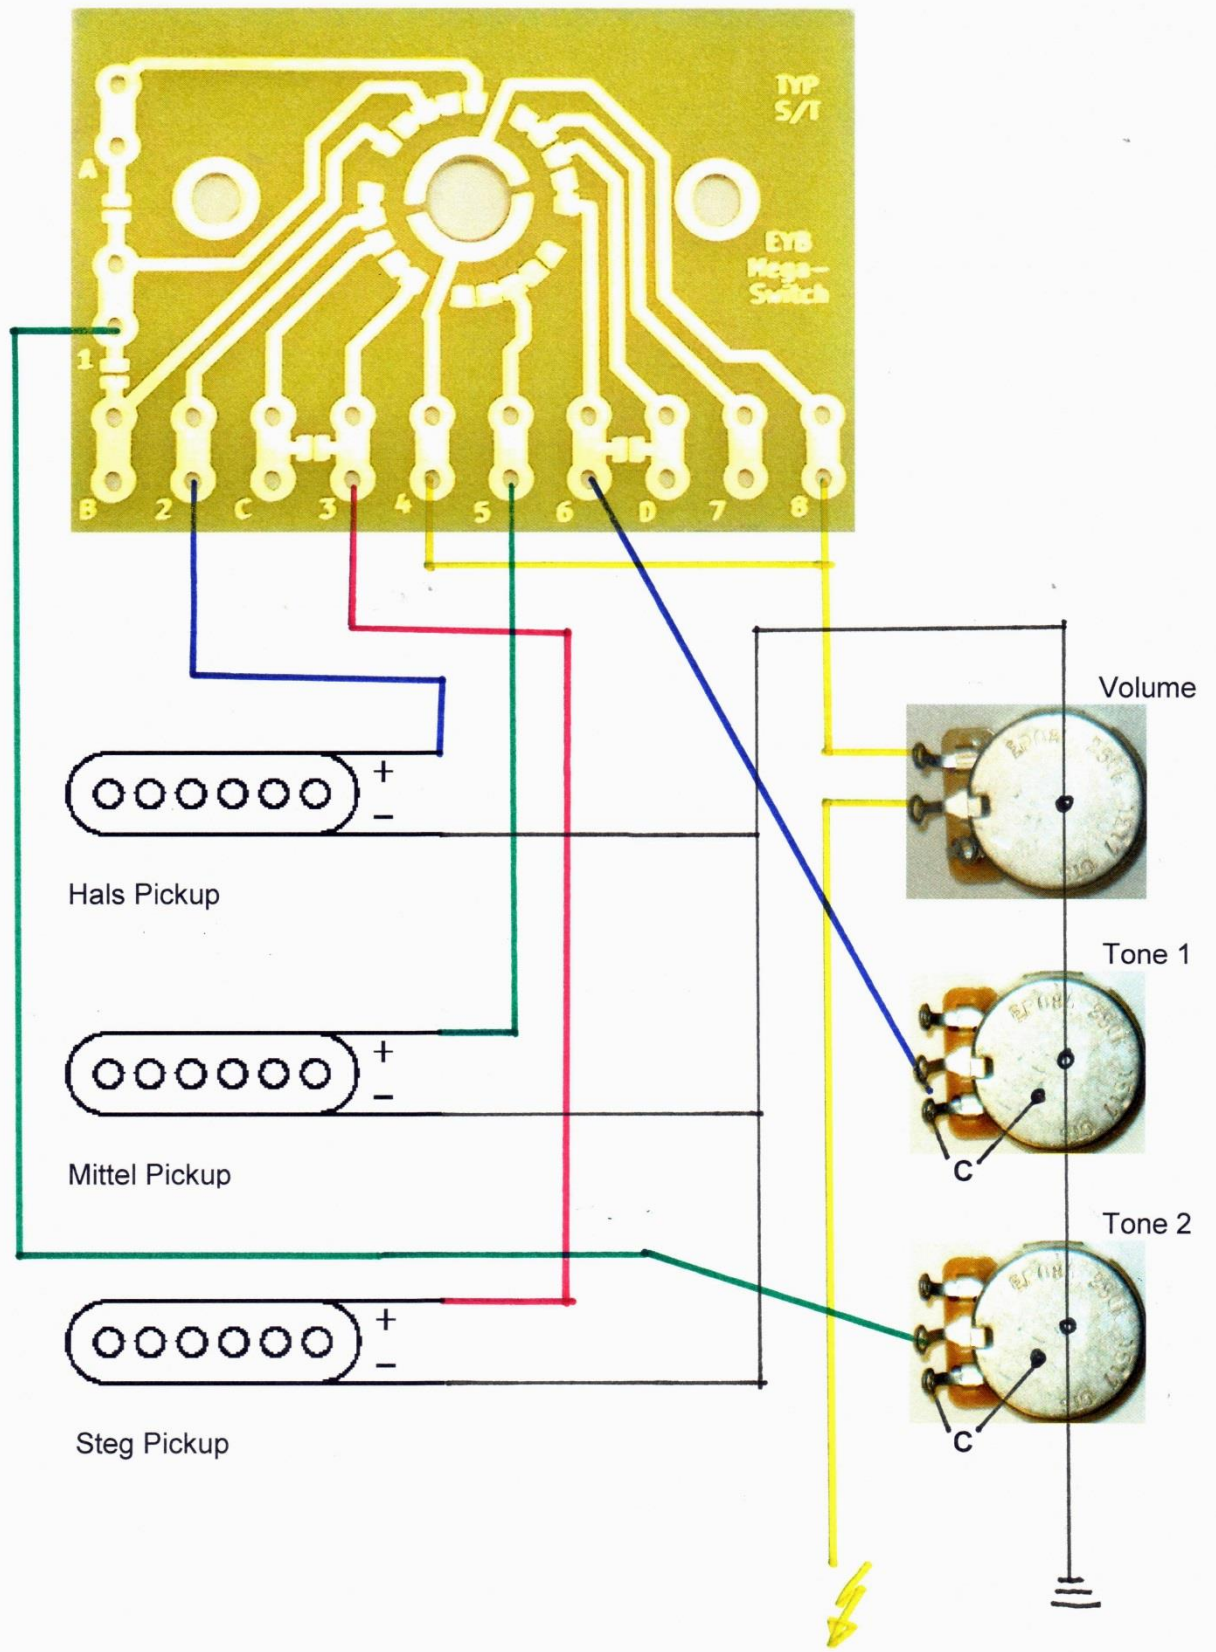 TYP
S/T
A
EYB
Mega-
Switch
1
B 2 C 3 4 5 6 D 7 8
Volume
+
−
Hals Pickup
Tone 1
+
−
C
Mittel Pickup
Tone 2
+
−
C
Steg Pickup